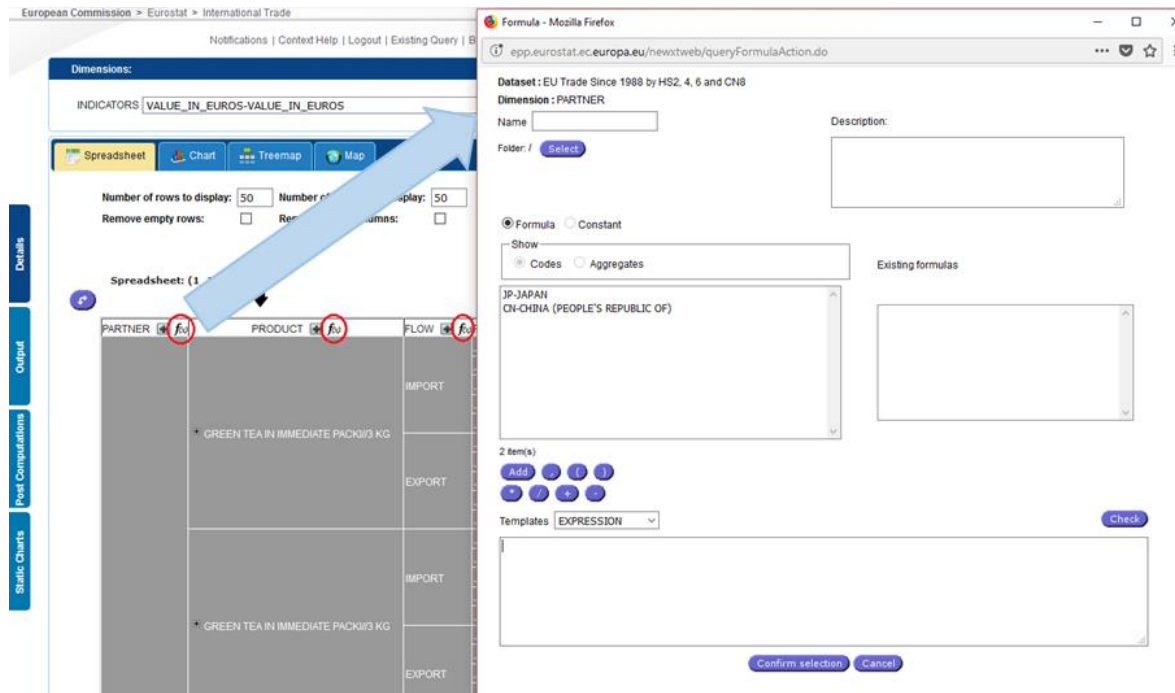 European Commission > Eurostat > International Trade
Notifications | Context Help | Logout | Existing Query | B
Dimensions:
INDICATORS VALUE_IN_EUROS-VALUE_IN_EUROS
Spreadsheet Chart Treemap Map
Number of rows to display: 50 Number of play: 50
Remove empty rows: umns:
Spreadsheet: (1
PARTNER f(x) PRODUCT f(x) FLOW f(x)
IMPORT
+ GREEN TEA IN IMMEDIATE PACKI//3 KG
EXPORT
IMPORT
+ GREEN TEA IN IMMEDIATE PACKI//3 KG
EXPORT
Details
Output
Post Computations
Static Charts
Formula - Mozilla Firefox
epp.eurostat.ec.europa.eu/newxtweb/queryFormulaAction.do
Dataset : EU Trade Since 1988 by HS2, 4, 6 and CN8
Dimension : PARTNER
Name Description:
Folder: / Select
Formula Constant
Show
Codes Aggregates Existing formulas
JP-JAPAN
CN-CHINA (PEOPLE'S REPUBLIC OF)
2 item(s)
Add , ( )
* / + -
Templates EXPRESSION Check
Confirm selection Cancel